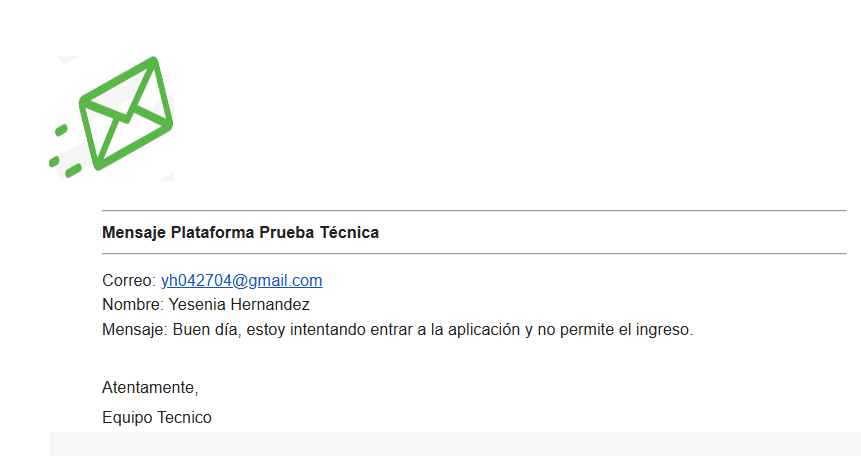 Mensaje Plataforma Prueba Técnica
Correo: yh042704@gmail.com
Nombre: Yesenia Hernandez
Mensaje: Buen día, estoy intentando entrar a la aplicación y no permite el ingreso.
Atentamente,
Equipo Tecnico